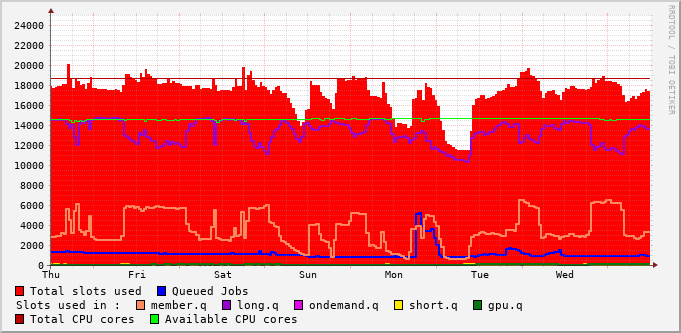 RRDTOOL / TOBI OETIKER
24000
22000
20000
18000
16000
14000
12000
10000
8000
6000
4000
2000
0
Thu Fri Sat Sun Mon Tue Wed
Total slots used Queued Jobs
Slots used in : member.q long.q ondemand.q short.q gpu.q
Total CPU cores Available CPU cores